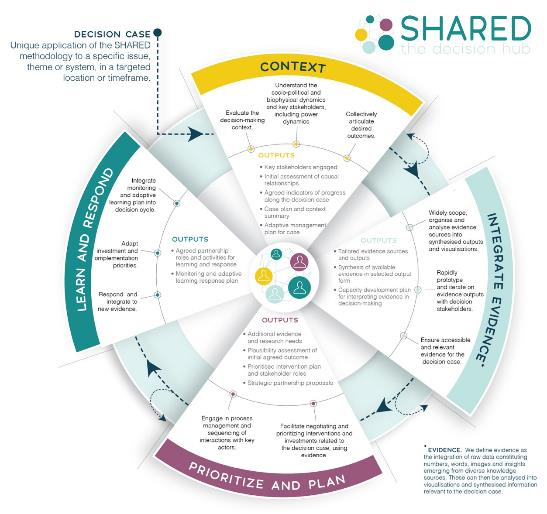 SHARED
the decision hub
DECISION CASE
Unique application of the SHARED
methodology to a specific issue,
theme or system, in a targeted
location or timeframe.
CONTEXT
Evaluate the
decision-making
context.
Understand the
socio-political and
biophysical dynamics
and key stakeholders,
including power
dynamics.
Collectively
articulate
desired
outcomes.
OUTPUTS
• Key stakeholders engaged
• Initial assessment of causal
relationships
• Agreed indicators of progress
along the decision case
• Case plan and context
summary
• Adaptive management
plan for case
INTEGRATE EVIDENCE*
Widely scope,
organise and
analyse evidence
sources into
synthesised outputs
and visualisations.
Rapidly
prototype
and iterate on
evidence outputs
with decision
stakeholders.
Ensure accessible
and relevant
evidence for the
decision case.
OUTPUTS
• Tailored evidence sources
and outputs
• Synthesis of available
evidence in selected output
form
• Capacity development plan
for interpreting evidence in
decision-making
PRIORITIZE AND PLAN
OUTPUTS
• Additional evidence
and research needs
• Plausibility assessment of
initial agreed outcome
• Prioritised intervention plan
and stakeholder roles
• Strategic partnership proposals
Engage in process
management and
sequencing of
interactions with key
actors.
Facilitate negotiating and
prioritizing interventions and
investments related to
the decision case, using
evidence
LEARN AND RESPOND
Integrate
monitoring
and adaptive
learning plan into
decision cycle.
Adapt
investment and
implementation
priorities.
Respond and
integrate to
new evidence.
OUTPUTS
• Agreed partnership
roles and activities for
learning and response
• Monitoring and adaptive
learning response plan
* EVIDENCE. We define evidence as
the integration of raw data constituting
numbers, words, images and insights
emerging from diverse knowledge
sources. These can then be analysed into
visualisations and synthesised information
relevant to the decision case.